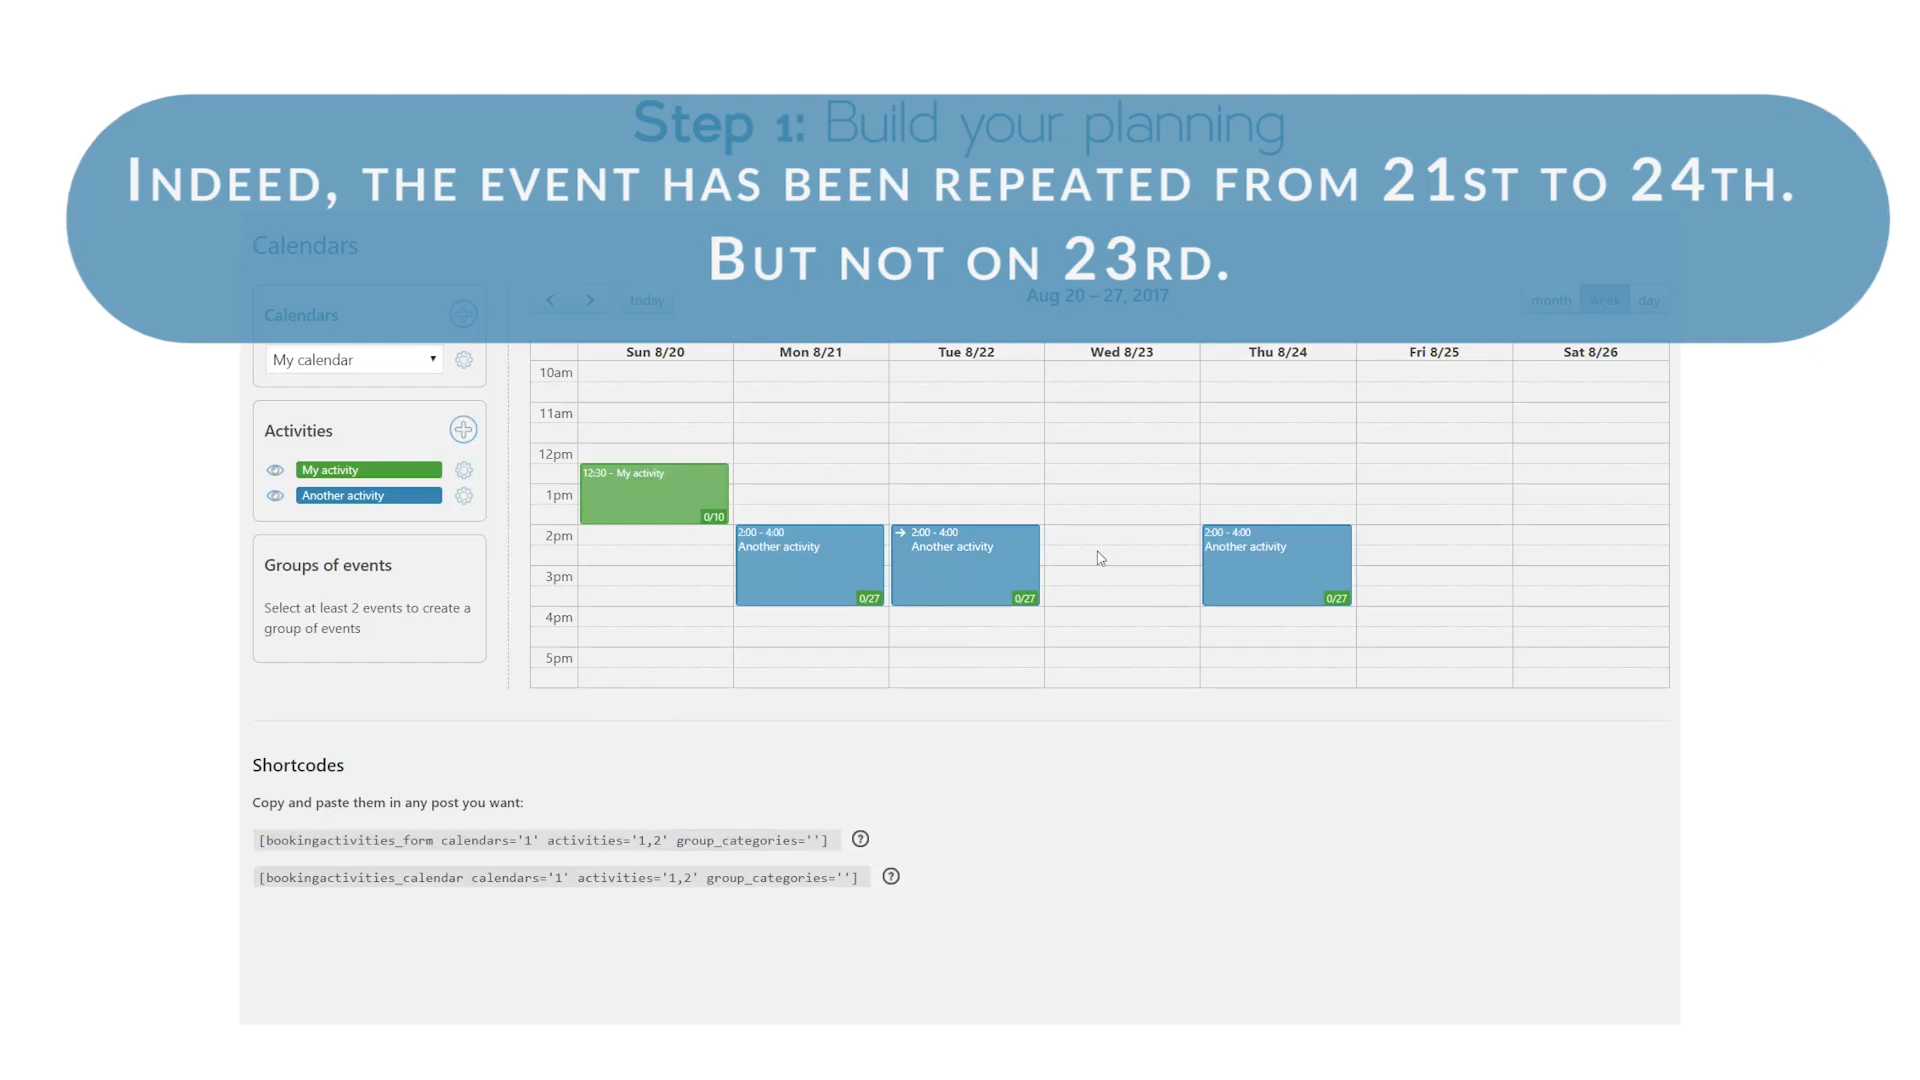 Step 1: Build your planning
INDEED, THE EVENT HAS BEEN REPEATED FROM 21ST TO 24TH.
BUT NOT ON 23RD.
Calendars
Calendars
My calendar
Activities
My activity
Another activity
Groups of events
Select at least 2 events to create a
group of events
today
Aug 20 – 27, 2017
month week day
Sun 8/20 Mon 8/21 Tue 8/22 Wed 8/23 Thu 8/24 Fri 8/25 Sat 8/26
10am
11am
12pm
12:30 - My activity
1pm
0/10
2pm
2:00 - 4:00
Another activity
0/27
2:00 - 4:00
Another activity
0/27
2:00 - 4:00
Another activity
0/27
3pm
4pm
5pm
Shortcodes
Copy and paste them in any post you want:
[bookingactivities_form calendars='1' activities='1,2' group_categories='']
[bookingactivities_calendar calendars='1' activities='1,2' group_categories='']